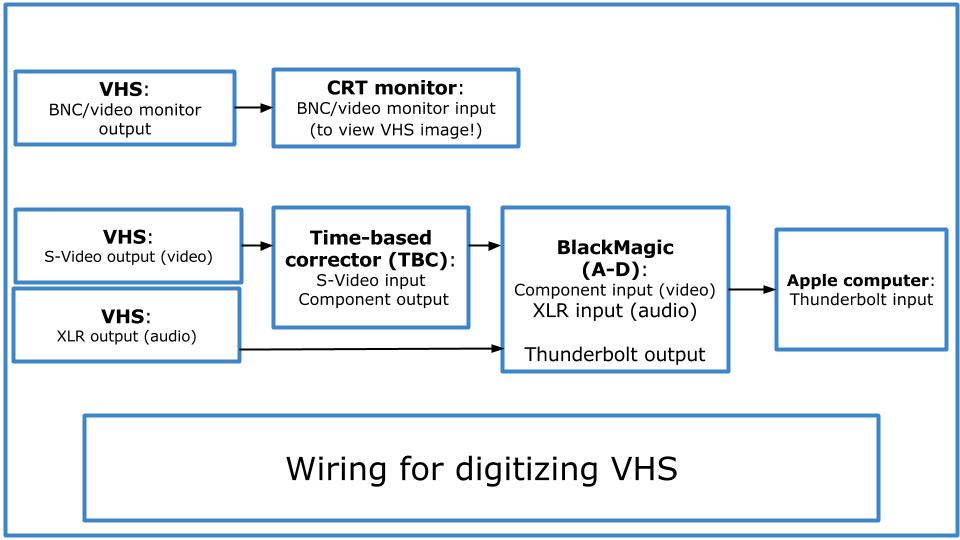 VHS:
BNC/video monitor
output
CRT monitor:
BNC/video monitor input
(to view VHS image!)
VHS:
S-Video output (video)
VHS:
XLR output (audio)
Time-based
corrector (TBC):
S-Video input
Component output
BlackMagic
(A-D):
Component input (video)
XLR input (audio)
Thunderbolt output
Apple computer:
Thunderbolt input
Wiring for digitizing VHS